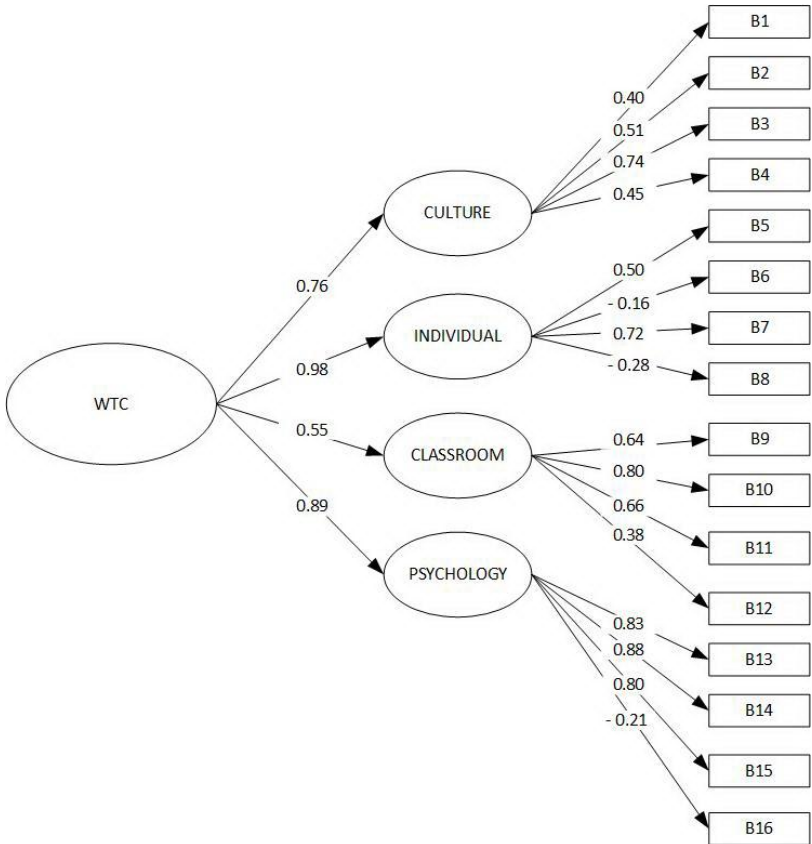 B1
B2
0.40
0.51
B3
0.74
B4
0.45
CULTURE
B5
0.50
B6
0.76
- 0.16
B7
INDIVIDUAL
0.72
0.98
- 0.28
B8
WTC
0.55
0.64
B9
CLASSROOM
0.80
B10
0.89
0.66
0.38
B11
PSYCHOLOGY
B12
0.83
0.88
B13
0.80
B14
- 0.21
B15
B16